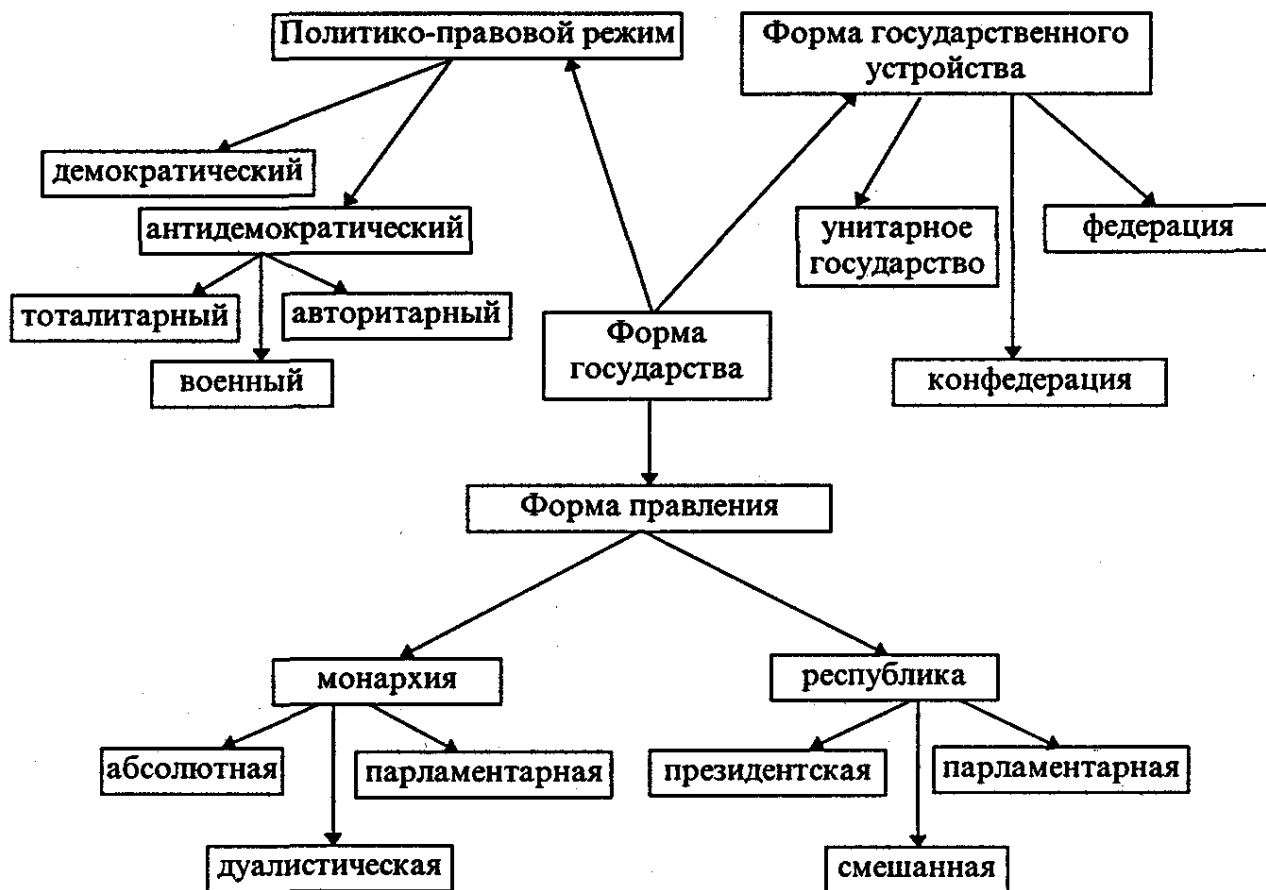 Политико-правовой режим
Форма государственного
устройства
демократический
антидемократический
унитарное
государство
федерация
тоталитарный
авторитарный
Форма
государства
военный
конфедерация
Форма правления
монархия
республика
абсолютная
парламентарная
президентская
парламентарная
дуалистическая
смешанная